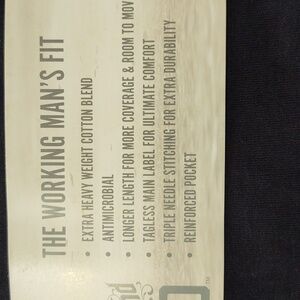 THE WORKING MAN'S FIT
• EXTRA HEAVY WEIGHT COTTON BLEND
• ANTIMICROBIAL
• LONGER LENGTH FOR MORE COVERAGE & ROOM TO MOV
• TAGLESS MAIN LABEL FOR ULTIMATE COMFORT
• TRIPLE NEEDLE STITCHING FOR EXTRA DURABILITY
• REINFORCED POCKET